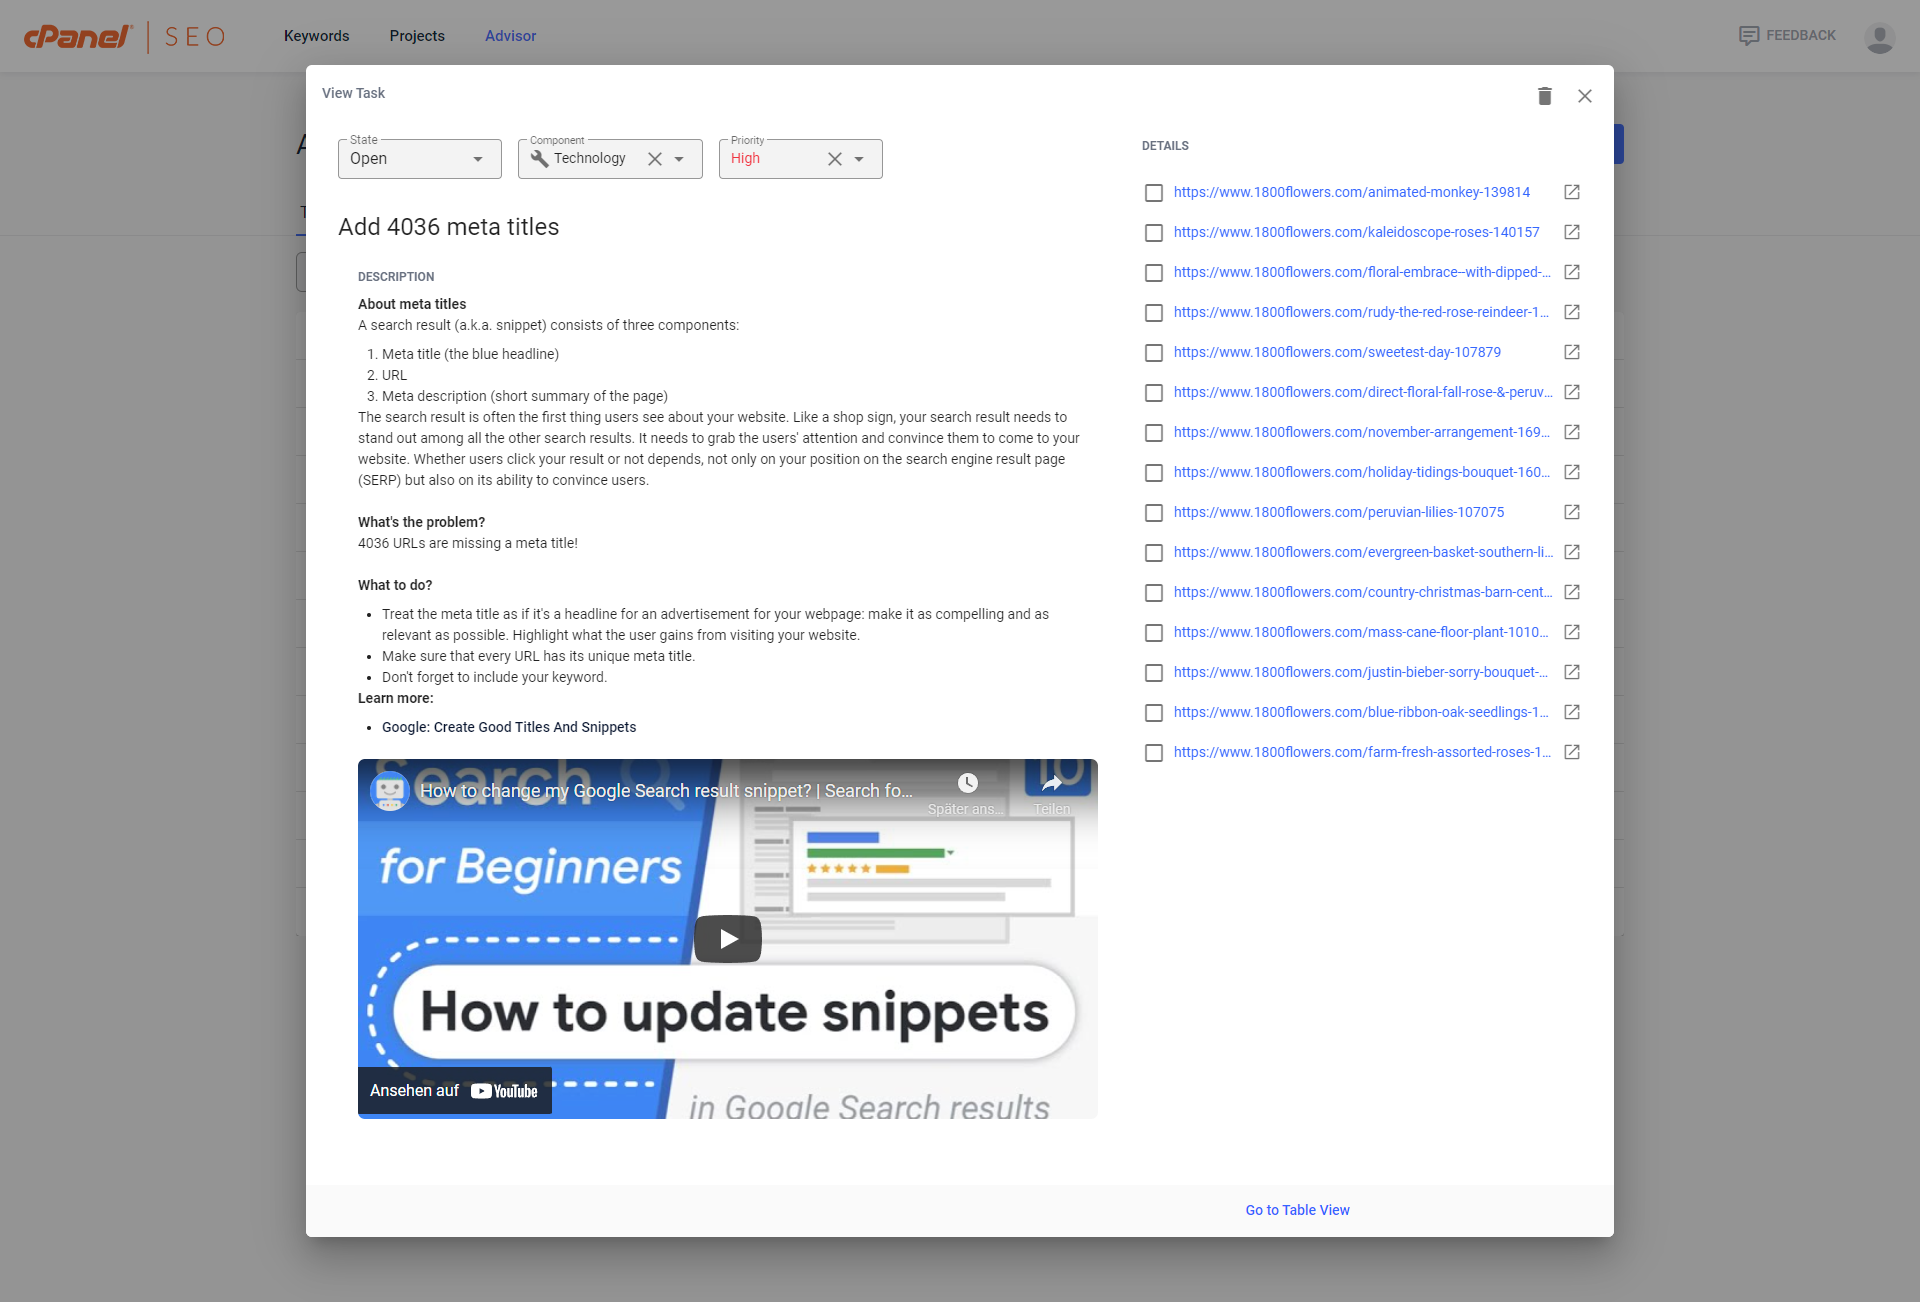 cPanel | SEO Keywords Projects Advisor FEEDBACK
View Task
State
Open
Component
Technology
Priority
High
Add 4036 meta titles
DESCRIPTION
About meta titles
A search result (a.k.a. snippet) consists of three components:
1. Meta title (the blue headline)
2. URL
3. Meta description (short summary of the page)
The search result is often the first thing users see about your website. Like a shop sign, your search result needs to
stand out among all the other search results. It needs to grab the users' attention and convince them to come to your
website. Whether users click your result or not depends, not only on your position on the search engine result page
(SERP) but also on its ability to convince users.
What's the problem?
4036 URLs are missing a meta title!
What to do?
• Treat the meta title as if it's a headline for an advertisement for your webpage: make it as compelling and as
relevant as possible. Highlight what the user gains from visiting your website.
• Make sure that every URL has its unique meta title.
• Don't forget to include your keyword.
Learn more:
• Google: Create Good Titles And Snippets
Search
How to change my Google Search result snippet? | Search fo...
Später ans...
Teilen
10
for Beginners
How to update snippets
in Google Search results
Ansehen auf YouTube
DETAILS
https://www.1800flowers.com/animated-monkey-139814
https://www.1800flowers.com/kaleidoscope-roses-140157
https://www.1800flowers.com/floral-embrace--with-dipped-...
https://www.1800flowers.com/rudy-the-red-rose-reindeer-1...
https://www.1800flowers.com/sweetest-day-107879
https://www.1800flowers.com/direct-floral-fall-rose-&-peruv...
https://www.1800flowers.com/november-arrangement-169...
https://www.1800flowers.com/holiday-tidings-bouquet-160...
https://www.1800flowers.com/peruvian-lilies-107075
https://www.1800flowers.com/evergreen-basket-southern-li...
https://www.1800flowers.com/country-christmas-barn-cent...
https://www.1800flowers.com/mass-cane-floor-plant-1010...
https://www.1800flowers.com/justin-bieber-sorry-bouquet-...
https://www.1800flowers.com/blue-ribbon-oak-seedlings-1...
https://www.1800flowers.com/farm-fresh-assorted-roses-1...
Go to Table View